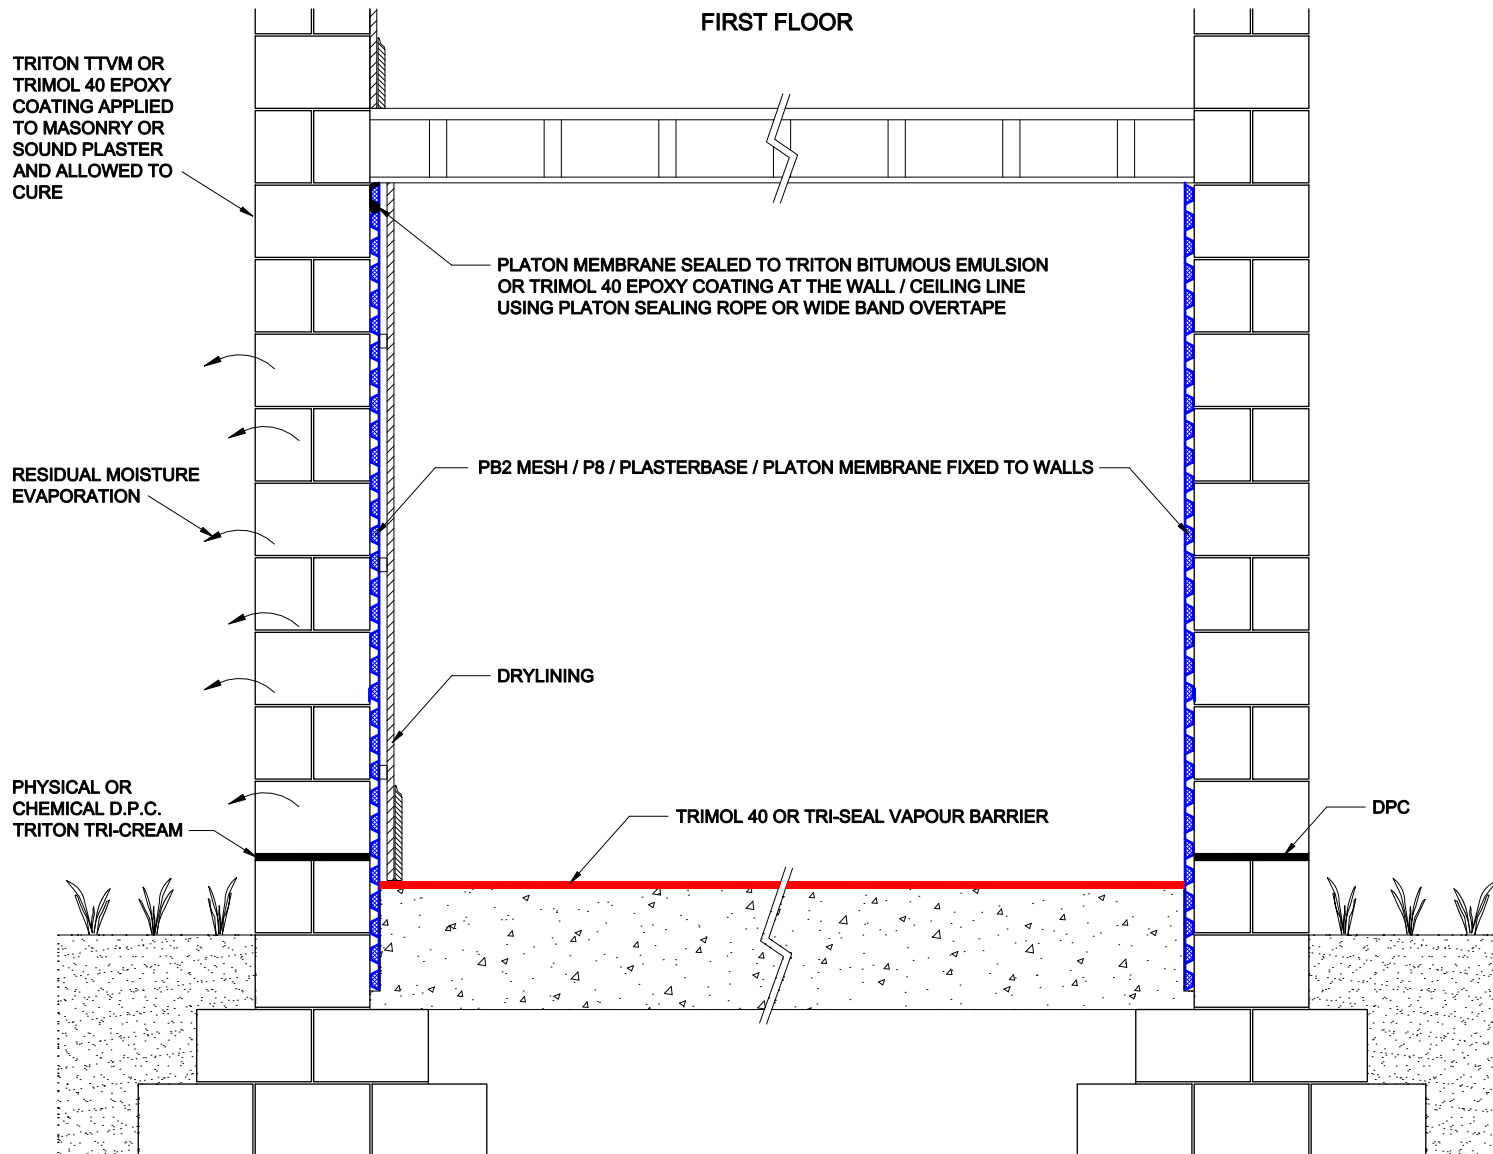 FIRST FLOOR
TRITON TTVM OR
TRIMOL 40 EPOXY
COATING APPLIED
TO MASONRY OR
SOUND PLASTER
AND ALLOWED TO
CURE
PLATON MEMBRANE SEALED TO TRITON BITUMOUS EMULSION
OR TRIMOL 40 EPOXY COATING AT THE WALL / CEILING LINE
USING PLATON SEALING ROPE OR WIDE BAND OVERTAPE
PB2 MESH / P8 / PLASTERBASE / PLATON MEMBRANE FIXED TO WALLS
RESIDUAL MOISTURE
EVAPORATION
DRYLINING
PHYSICAL OR
CHEMICAL D.P.C.
TRITON TRI-CREAM
TRIMOL 40 OR TRI-SEAL VAPOUR BARRIER
DPC